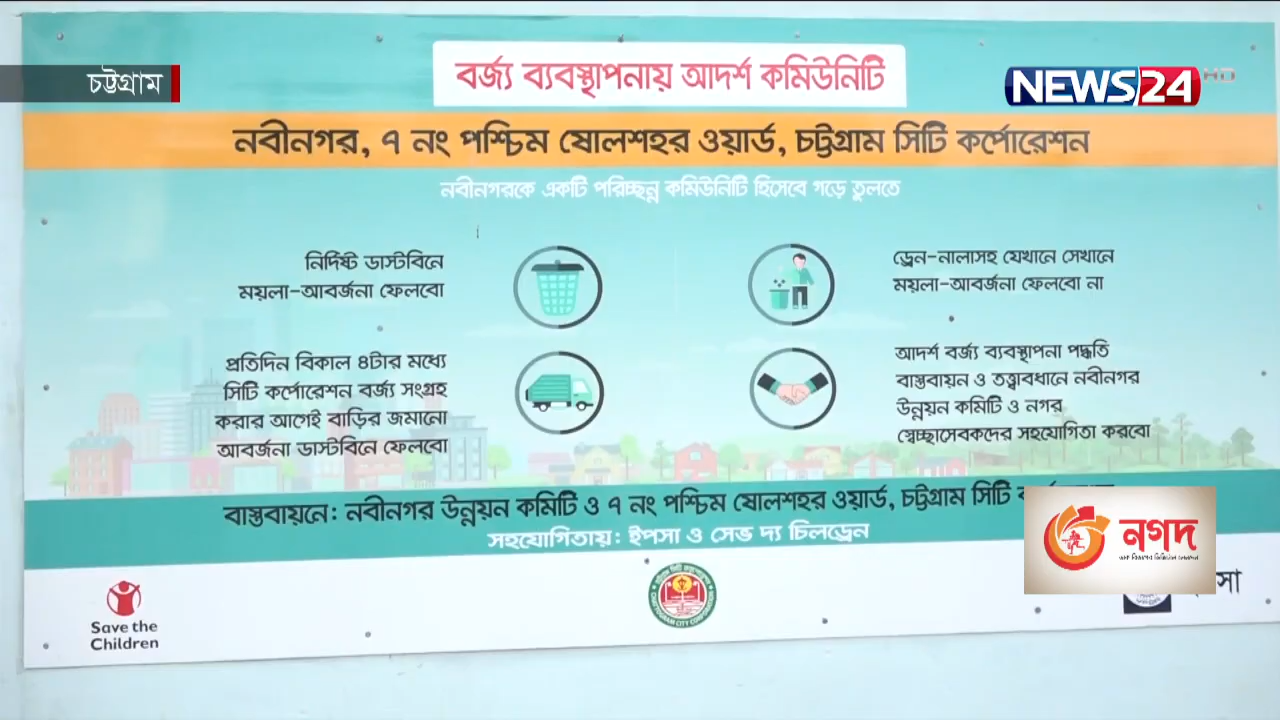 বর্জ্য ব্যবস্থাপনায় আদর্শ কমিউনিটি
চট্টগ্রাম
NEWS24 HD
নবীনগর, ৭ নং পশ্চিম ষোলশহর ওয়ার্ড, চট্টগ্রাম সিটি কর্পোরেশন
নবীনগরকে একটি পরিচ্ছন্ন কমিউনিটি হিসেবে গড়ে তুলতে
নির্দিষ্ট ডাস্টবিনে
ময়লা-আবর্জনা ফেলবো
ড্রেন-নালাসহ যেখানে সেখানে
ময়লা-আবর্জনা ফেলবো না
প্রতিদিন বিকাল ৪টার মধ্যে
সিটি কর্পোরেশন বর্জ্য সংগ্রহ
করার আগেই বাড়ির জমানো
আবর্জনা ডাস্টবিনে ফেলবো
আদর্শ বর্জ্য ব্যবস্থাপনা পদ্ধতি
বাস্তবায়ন ও তত্ত্বাবধানে নবীনগর
উন্নয়ন কমিটি ও নগর
স্বেচ্ছাসেবকদের সহযোগিতা করবো
বাস্তবায়নে: নবীনগর উন্নয়ন কমিটি ও ৭ নং পশ্চিম ষোলশহর ওয়ার্ড, চট্টগ্রাম সিটি
সহযোগিতায়: ইপসা ও সেভ দ্য চিলড্রেন
নগদ
ডাক বিভাগের ডিজিটাল লেনদেন
Save the
Children
CHATTOGRAM CITY CORPORATION